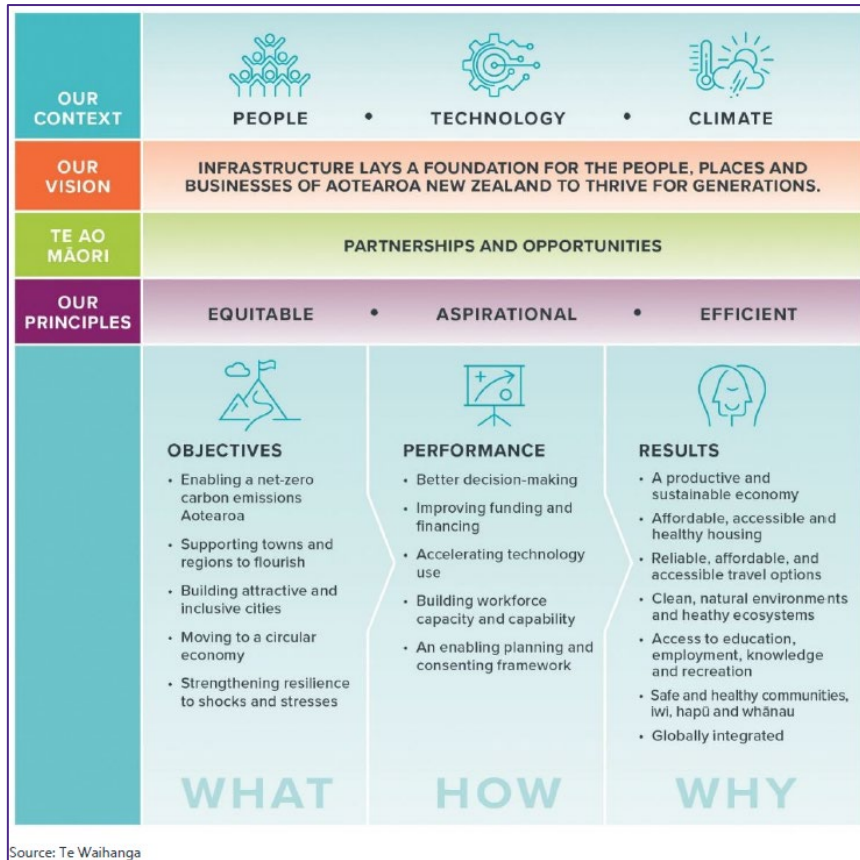 OUR
CONTEXT
PEOPLE • TECHNOLOGY • CLIMATE
OUR
VISION
INFRASTRUCTURE LAYS A FOUNDATION FOR THE PEOPLE, PLACES AND
BUSINESSES OF AOTEAROA NEW ZEALAND TO THRIVE FOR GENERATIONS.
TE AO
MĀORI
PARTNERSHIPS AND OPPORTUNITIES
OUR
PRINCIPLES
EQUITABLE • ASPIRATIONAL • EFFICIENT
OBJECTIVES
• Enabling a net-zero
carbon emissions
Aotearoa
• Supporting towns and
regions to flourish
• Building attractive and
inclusive cities
• Moving to a circular
economy
• Strengthening resilience
to shocks and stresses
WHAT
PERFORMANCE
• Better decision-making
• Improving funding and
financing
• Accelerating technology
use
• Building workforce
capacity and capability
• An enabling planning and
consenting framework
HOW
RESULTS
• A productive and
sustainable economy
• Affordable, accessible and
healthy housing
• Reliable, affordable, and
accessible travel options
• Clean, natural environments
and heathy ecosystems
• Access to education,
employment, knowledge
and recreation
• Safe and healthy communities,
iwi, hapū and whānau
• Globally integrated
WHY
Source: Te Waihanga